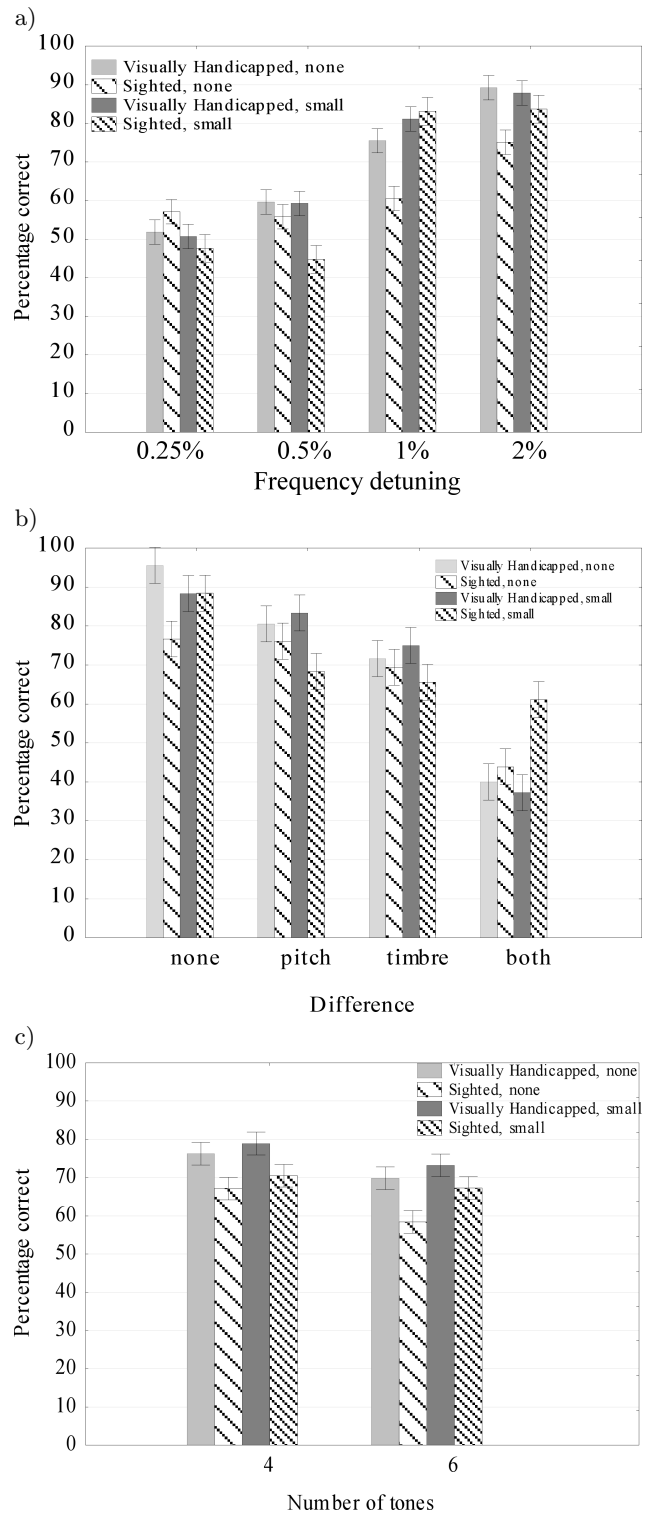 a)
100
90
80
70
60
50
40
30
20
10
0
Percentage correct
Visually Handicapped, none
Sighted, none
Visually Handicapped, small
Sighted, small
0.25% 0.5% 1% 2%
Frequency detuning
b)
100
90
80
70
60
50
40
30
20
10
0
Percentage correct
Visually Handicapped, none
Sighted, none
Visually Handicapped, small
Sighted, small
none pitch timbre both
Difference
c)
100
90
80
70
60
50
40
30
20
10
0
Percentage correct
Visually Handicapped, none
Sighted, none
Visually Handicapped, small
Sighted, small
4 6
Number of tones